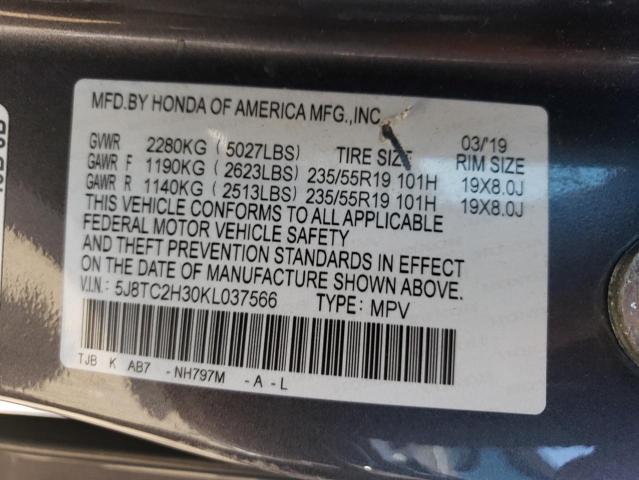 MFD.BY HONDA OF AMERICA MFG.,INC. 03/'19
GVWR 2280KG ( 5027LBS) TIRE SIZE RIM SIZE
GAWR F 1190KG ( 2623LBS) 235/55R19 101H 19X8.0J
GAWR R 1140KG ( 2513LBS) 235/55R19 101H 19X8.0J
THIS VEHICLE CONFORMS TO ALL APPLICABLE
FEDERAL MOTOR VEHICLE SAFETY
AND THEFT PREVENTION STANDARDS IN EFFECT
ON THE DATE OF MANUFACTURE SHOWN ABOVE.
V.I.N.: 5J8TC2H30KL037566 TYPE: MPV
TJB K AB7 -NH797M -A -L